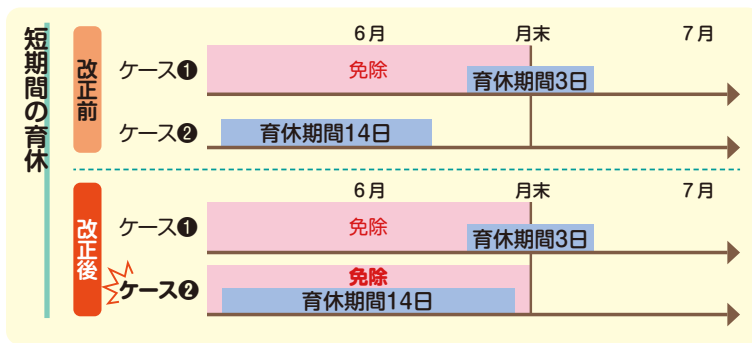 短期間の育休
改正前
6月 月末 7月
ケース❶ 免除 育休期間3日
ケース❷ 育休期間14日
改正後
6月 月末 7月
ケース❶ 免除 育休期間3日
ケース❷ 免除 育休期間14日